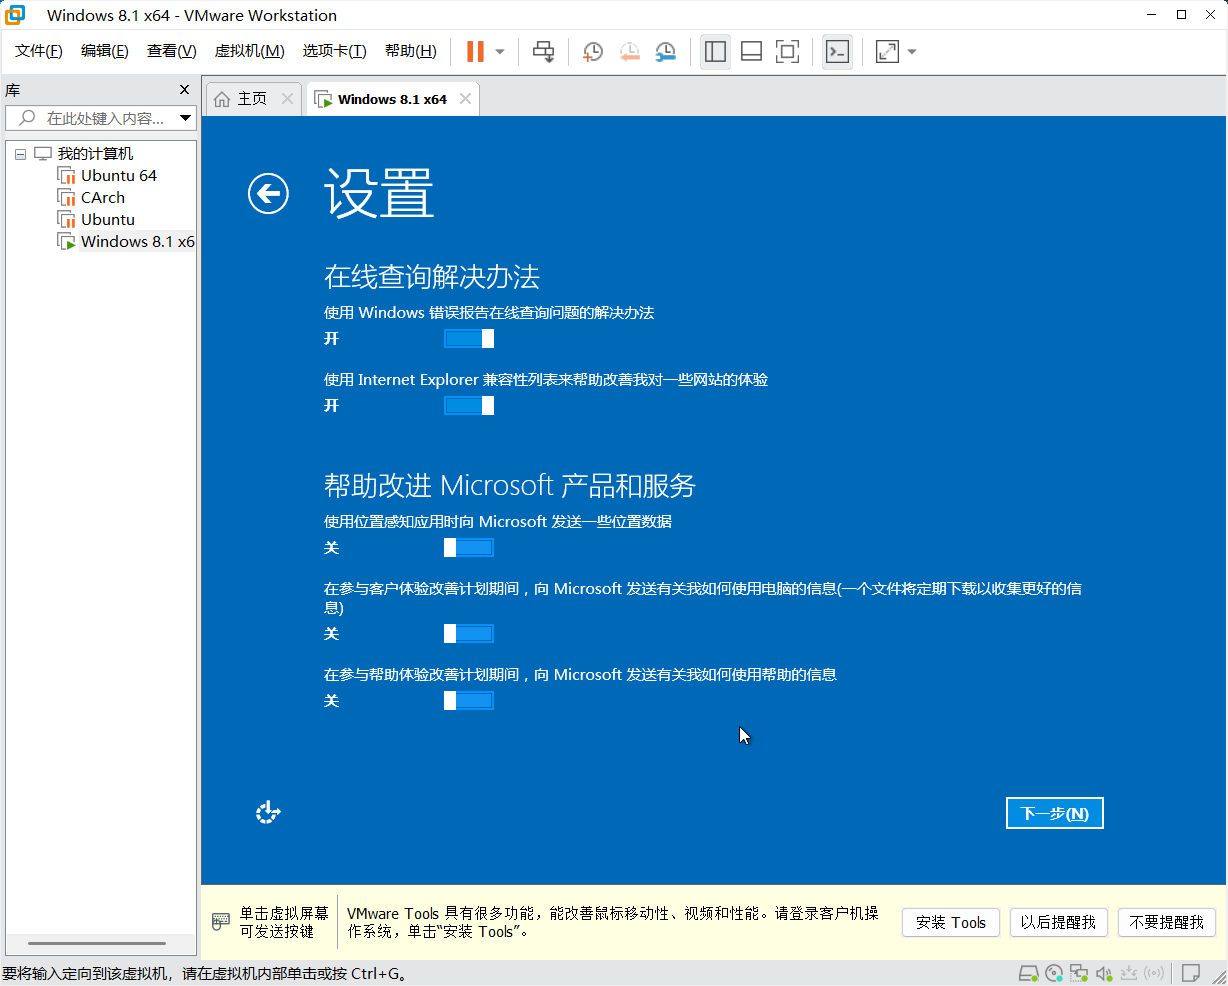 Windows 8.1 x64 - VMware Workstation
文件(F) 编辑(E) 查看(V) 虚拟机(M) 选项卡(T) 帮助(H)
库
在此处键入内容...
我的计算机
Ubuntu 64
CArch
Ubuntu
Windows 8.1 x6
主页
Windows 8.1 x64
设置
在线查询解决办法
使用 Windows 错误报告在线查询问题的解决办法
开
使用 Internet Explorer 兼容性列表来帮助改善我对一些网站的体验
开
帮助改进 Microsoft 产品和服务
使用位置感知应用时向 Microsoft 发送一些位置数据
关
在参与客户体验改善计划期间，向 Microsoft 发送有关我如何使用电脑的信息(一个文件将定期下载以收集更好的信
息)
关
在参与帮助体验改善计划期间，向 Microsoft 发送有关我如何使用帮助的信息
关
下一步(N)
单击虚拟屏幕
可发送按键
VMware Tools 具有很多功能，能改善鼠标移动性、视频和性能。请登录客户机操
作系统，单击“安装 Tools”。
安装 Tools
以后提醒我
不要提醒我
要将输入定向到该虚拟机，请在虚拟机内部单击或按 Ctrl+G。